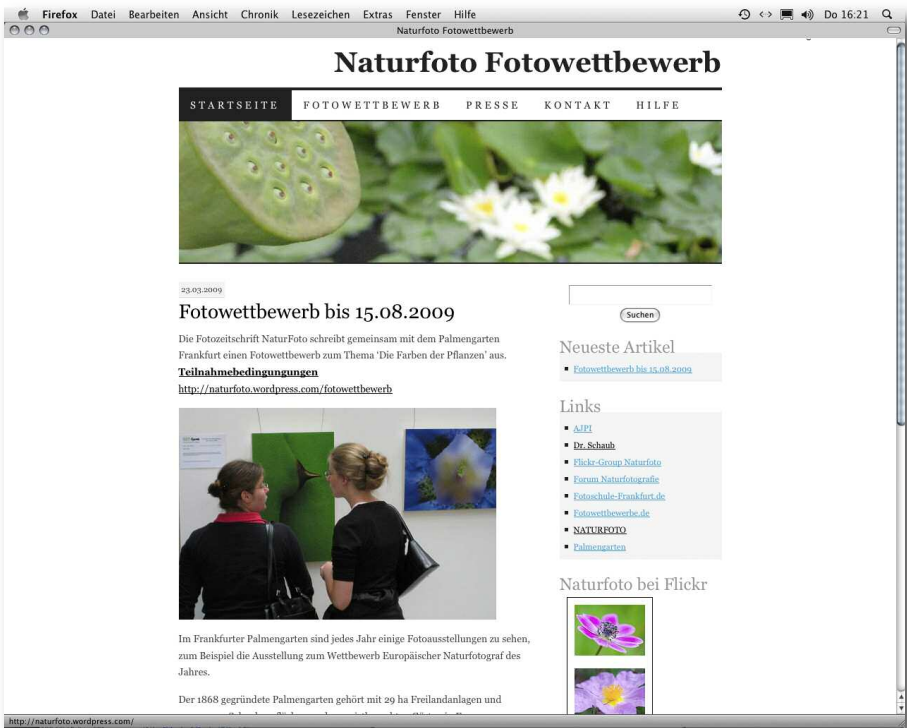 Firefox Datei Bearbeiten Ansicht Chronik Lesezeichen Extras Fenster Hilfe Do 16:21
Naturfoto Fotowettbewerb
Naturfoto Fotowettbewerb
STARTSEITE FOTOWETTBEWERB PRESSE KONTAKT HILFE
23.03.2009
Fotowettbewerb bis 15.08.2009
Die Fotozeitschrift NaturFoto schreibt gemeinsam mit dem Palmengarten
Frankfurt einen Fotowettbewerb zum Thema 'Die Farben der Pflanzen' aus.
Teilnahmebedingungungen
http://naturfoto.wordpress.com/fotowettbewerb
Im Frankfurter Palmengarten sind jedes Jahr einige Fotoausstellungen zu sehen,
zum Beispiel die Ausstellung zum Wettbewerb Europäischer Naturfotograf des
Jahres.
Der 1868 gegründete Palmengarten gehört mit 29 ha Freilandanlagen und
Suchen
Neueste Artikel
Fotowettbewerb bis 15.08.2009
Links
AJPI
Dr. Schaub
Flickr-Group Naturfoto
Forum Naturfotografie
Fotoschule-Frankfurt.de
Fotowettbewerbe.de
NATURFOTO
Palmengarten
Naturfoto bei Flickr
http://naturfoto.wordpress.com/